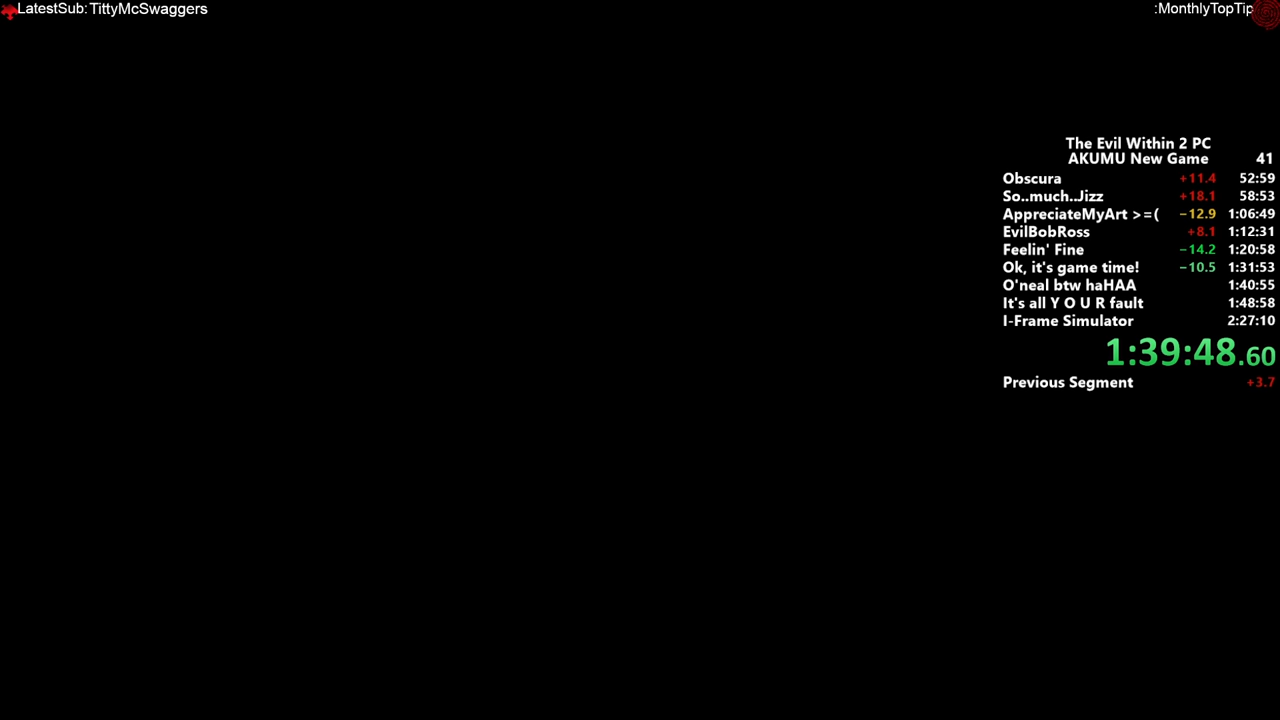 LatestSub: TittyMcSwaggers
:MonthlyTopTip
The Evil Within 2 PC
AKUMU New Game 41
Obscura +11.4 52:59
So..much..Jizz +18.1 58:53
AppreciateMyArt >=( −12.9 1:06:49
EvilBobRoss +8.1 1:12:31
Feelin' Fine −14.2 1:20:58
Ok, it's game time! −10.5 1:31:53
O'neal btw haHAA 1:40:55
It's all Y O U R fault 1:48:58
I-Frame Simulator 2:27:10
1:39:48.60
Previous Segment +3.7